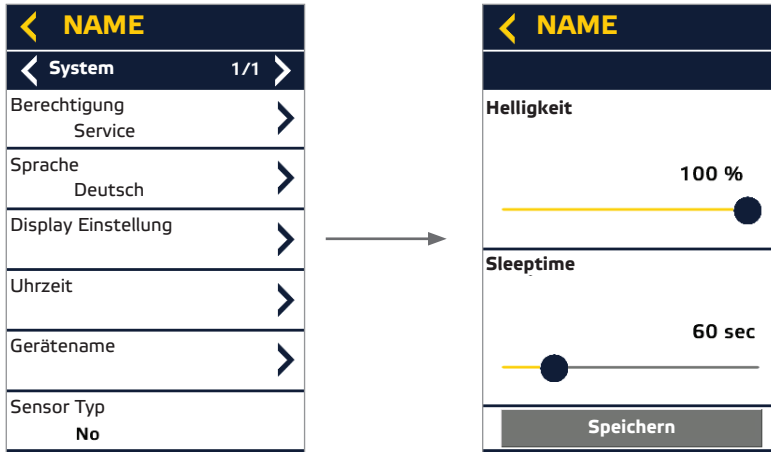 NAME
System 1/1
Berechtigung
Service
Sprache
Deutsch
Display Einstellung
Uhrzeit
Gerätename
Sensor Typ
No
NAME
Helligkeit
100 %
Sleeptime
60 sec
Speichern